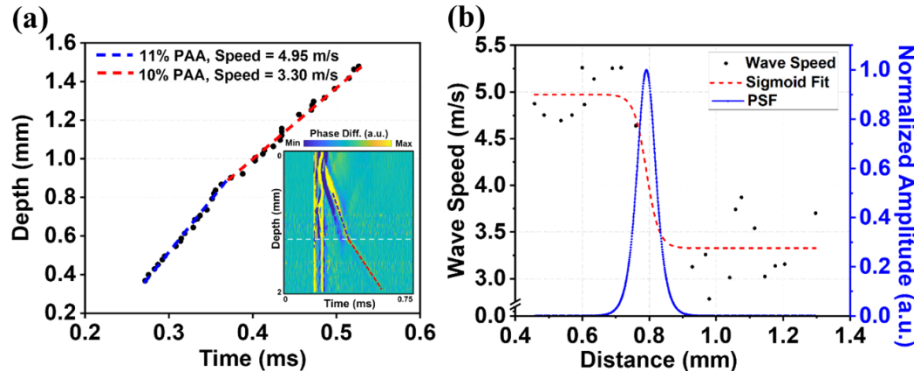 (a)
11% PAA, Speed = 4.95 m/s
10% PAA, Speed = 3.30 m/s
Depth (mm)
1.6
1.4
1.2
1.0
0.8
0.6
0.4
0.2
0.2 0.3 0.4 0.5 0.6
Time (ms)
Phase Diff. (a.u.)
Min Max
Depth (mm)
0
2
0 0.75
Time (ms)
(b)
Wave Speed
Sigmoid Fit
PSF
Wave Speed (m/s)
5.5
5.0
4.5
4.0
3.5
3.0
0.0
0.4 0.6 0.8 1.0 1.2 1.4
Distance (mm)
1.0
0.8
0.6
0.4
0.30
0.2
0.0
Normalized Amplitude (a.u.)